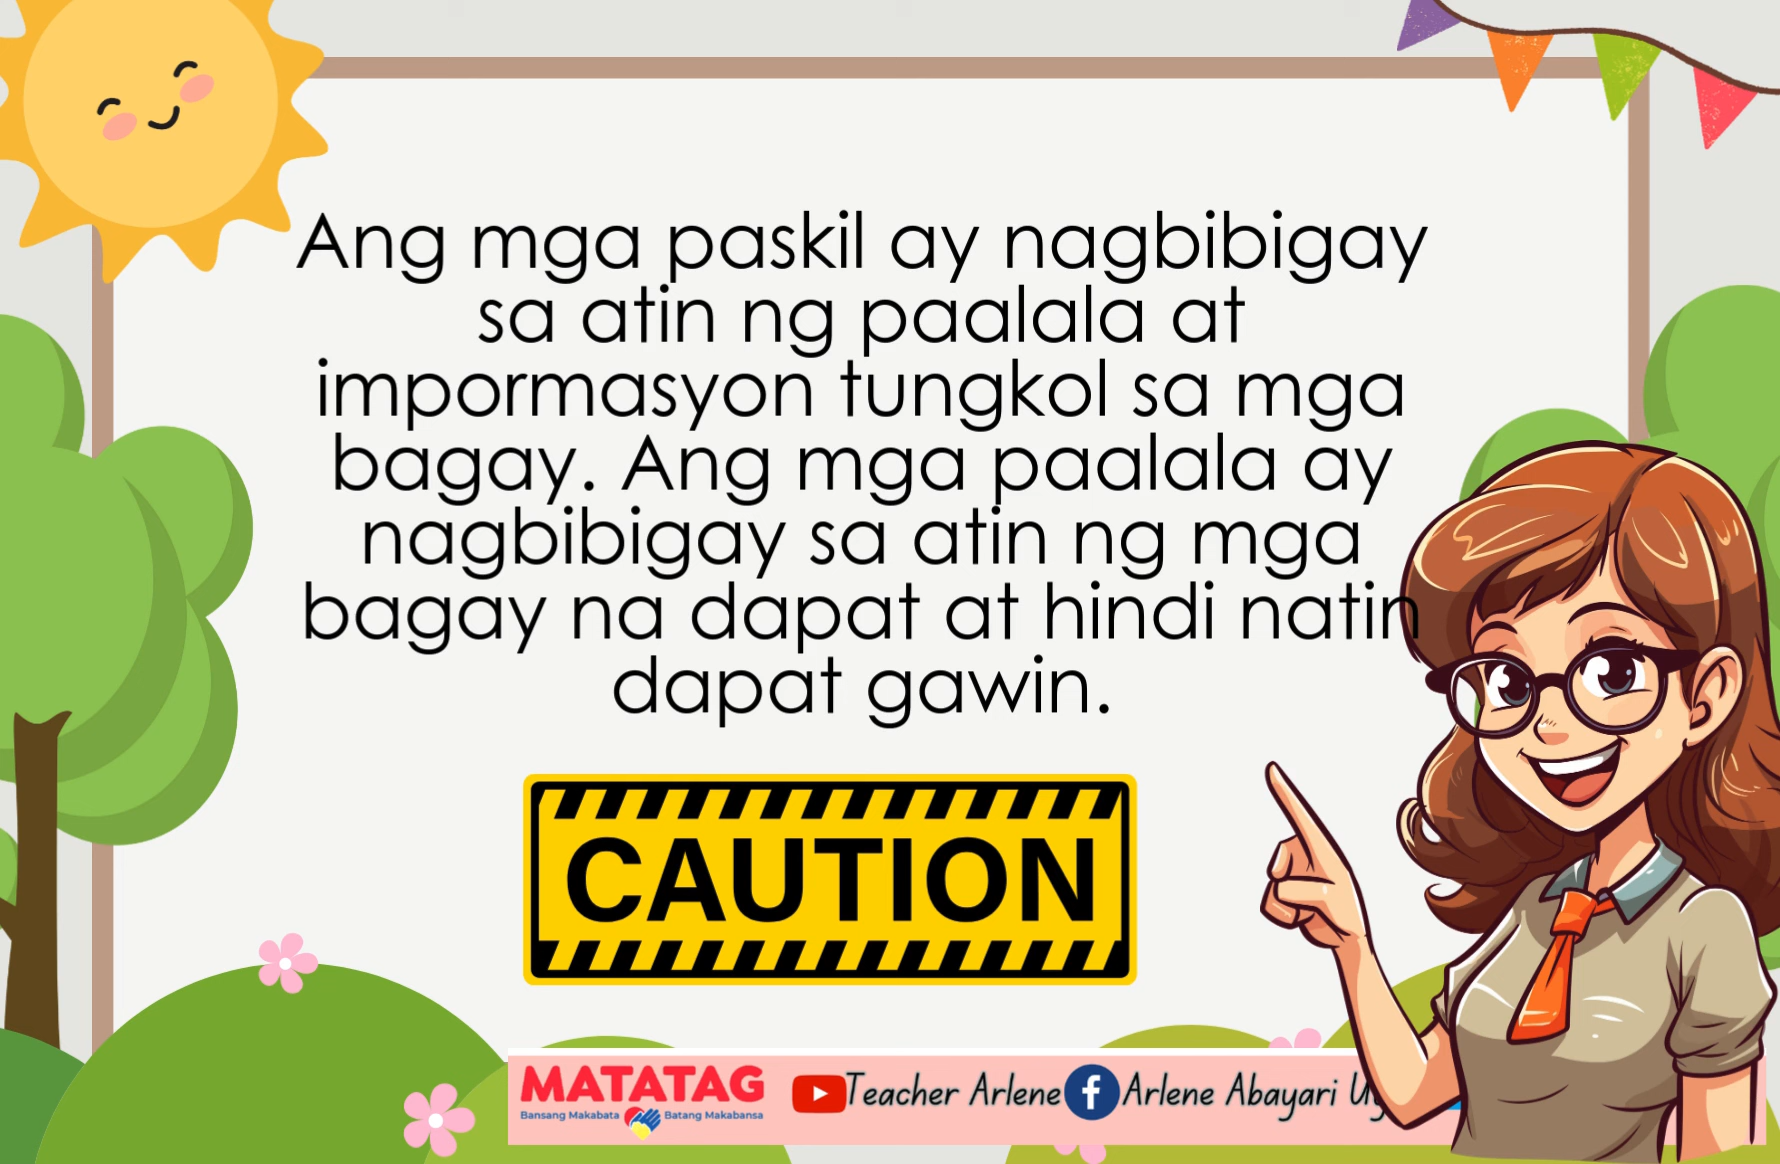 Ang mga paskil ay nagbibigay
sa atin ng paalala at
impormasyon tungkol sa mga
bagay. Ang mga paalala ay
nagbibigay sa atin ng mga
bagay na dapat at hindi natin
dapat gawin.
CAUTION
MATATAG
Bansang Makabata Batang Makabansa
Teacher Arlene
Arlene Abayari